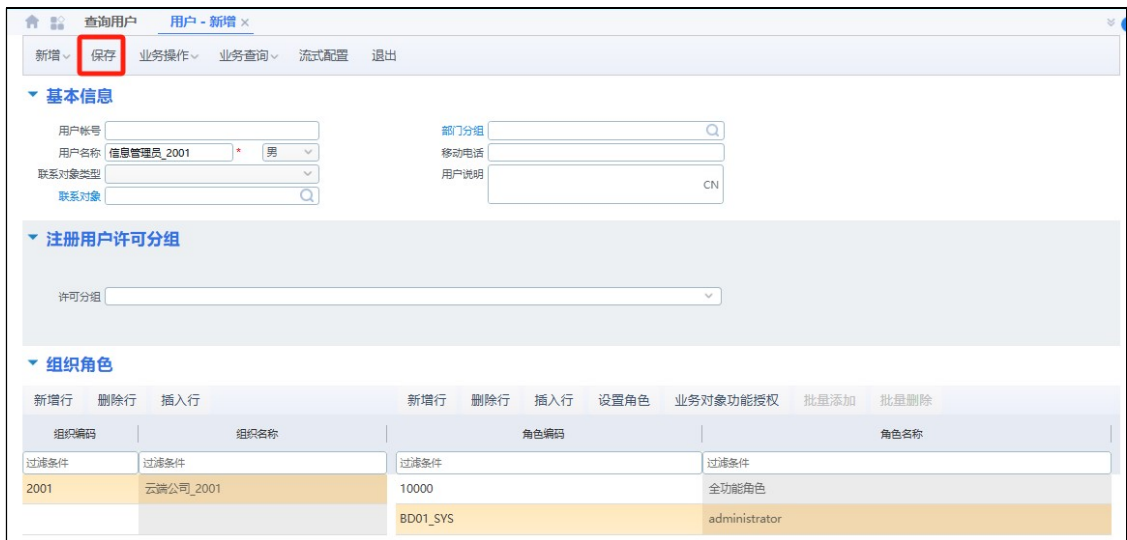 查询用户 用户 - 新增 ×
新增 保存 业务操作 业务查询 流式配置 退出
基本信息
用户帐号 部门分组
用户名称 信息管理员_2001 * 男 移动电话
联系对象类型 用户说明 CN
联系对象
注册用户许可分组
许可分组
组织角色
新增行 删除行 插入行 新增行 删除行 插入行 设置角色 业务对象功能授权 批量添加 批量删除
组织编码 组织名称 角色编码 角色名称
过滤条件 过滤条件 过滤条件 过滤条件
2001 云端公司_2001 10000 全功能角色
BD01_SYS administrator